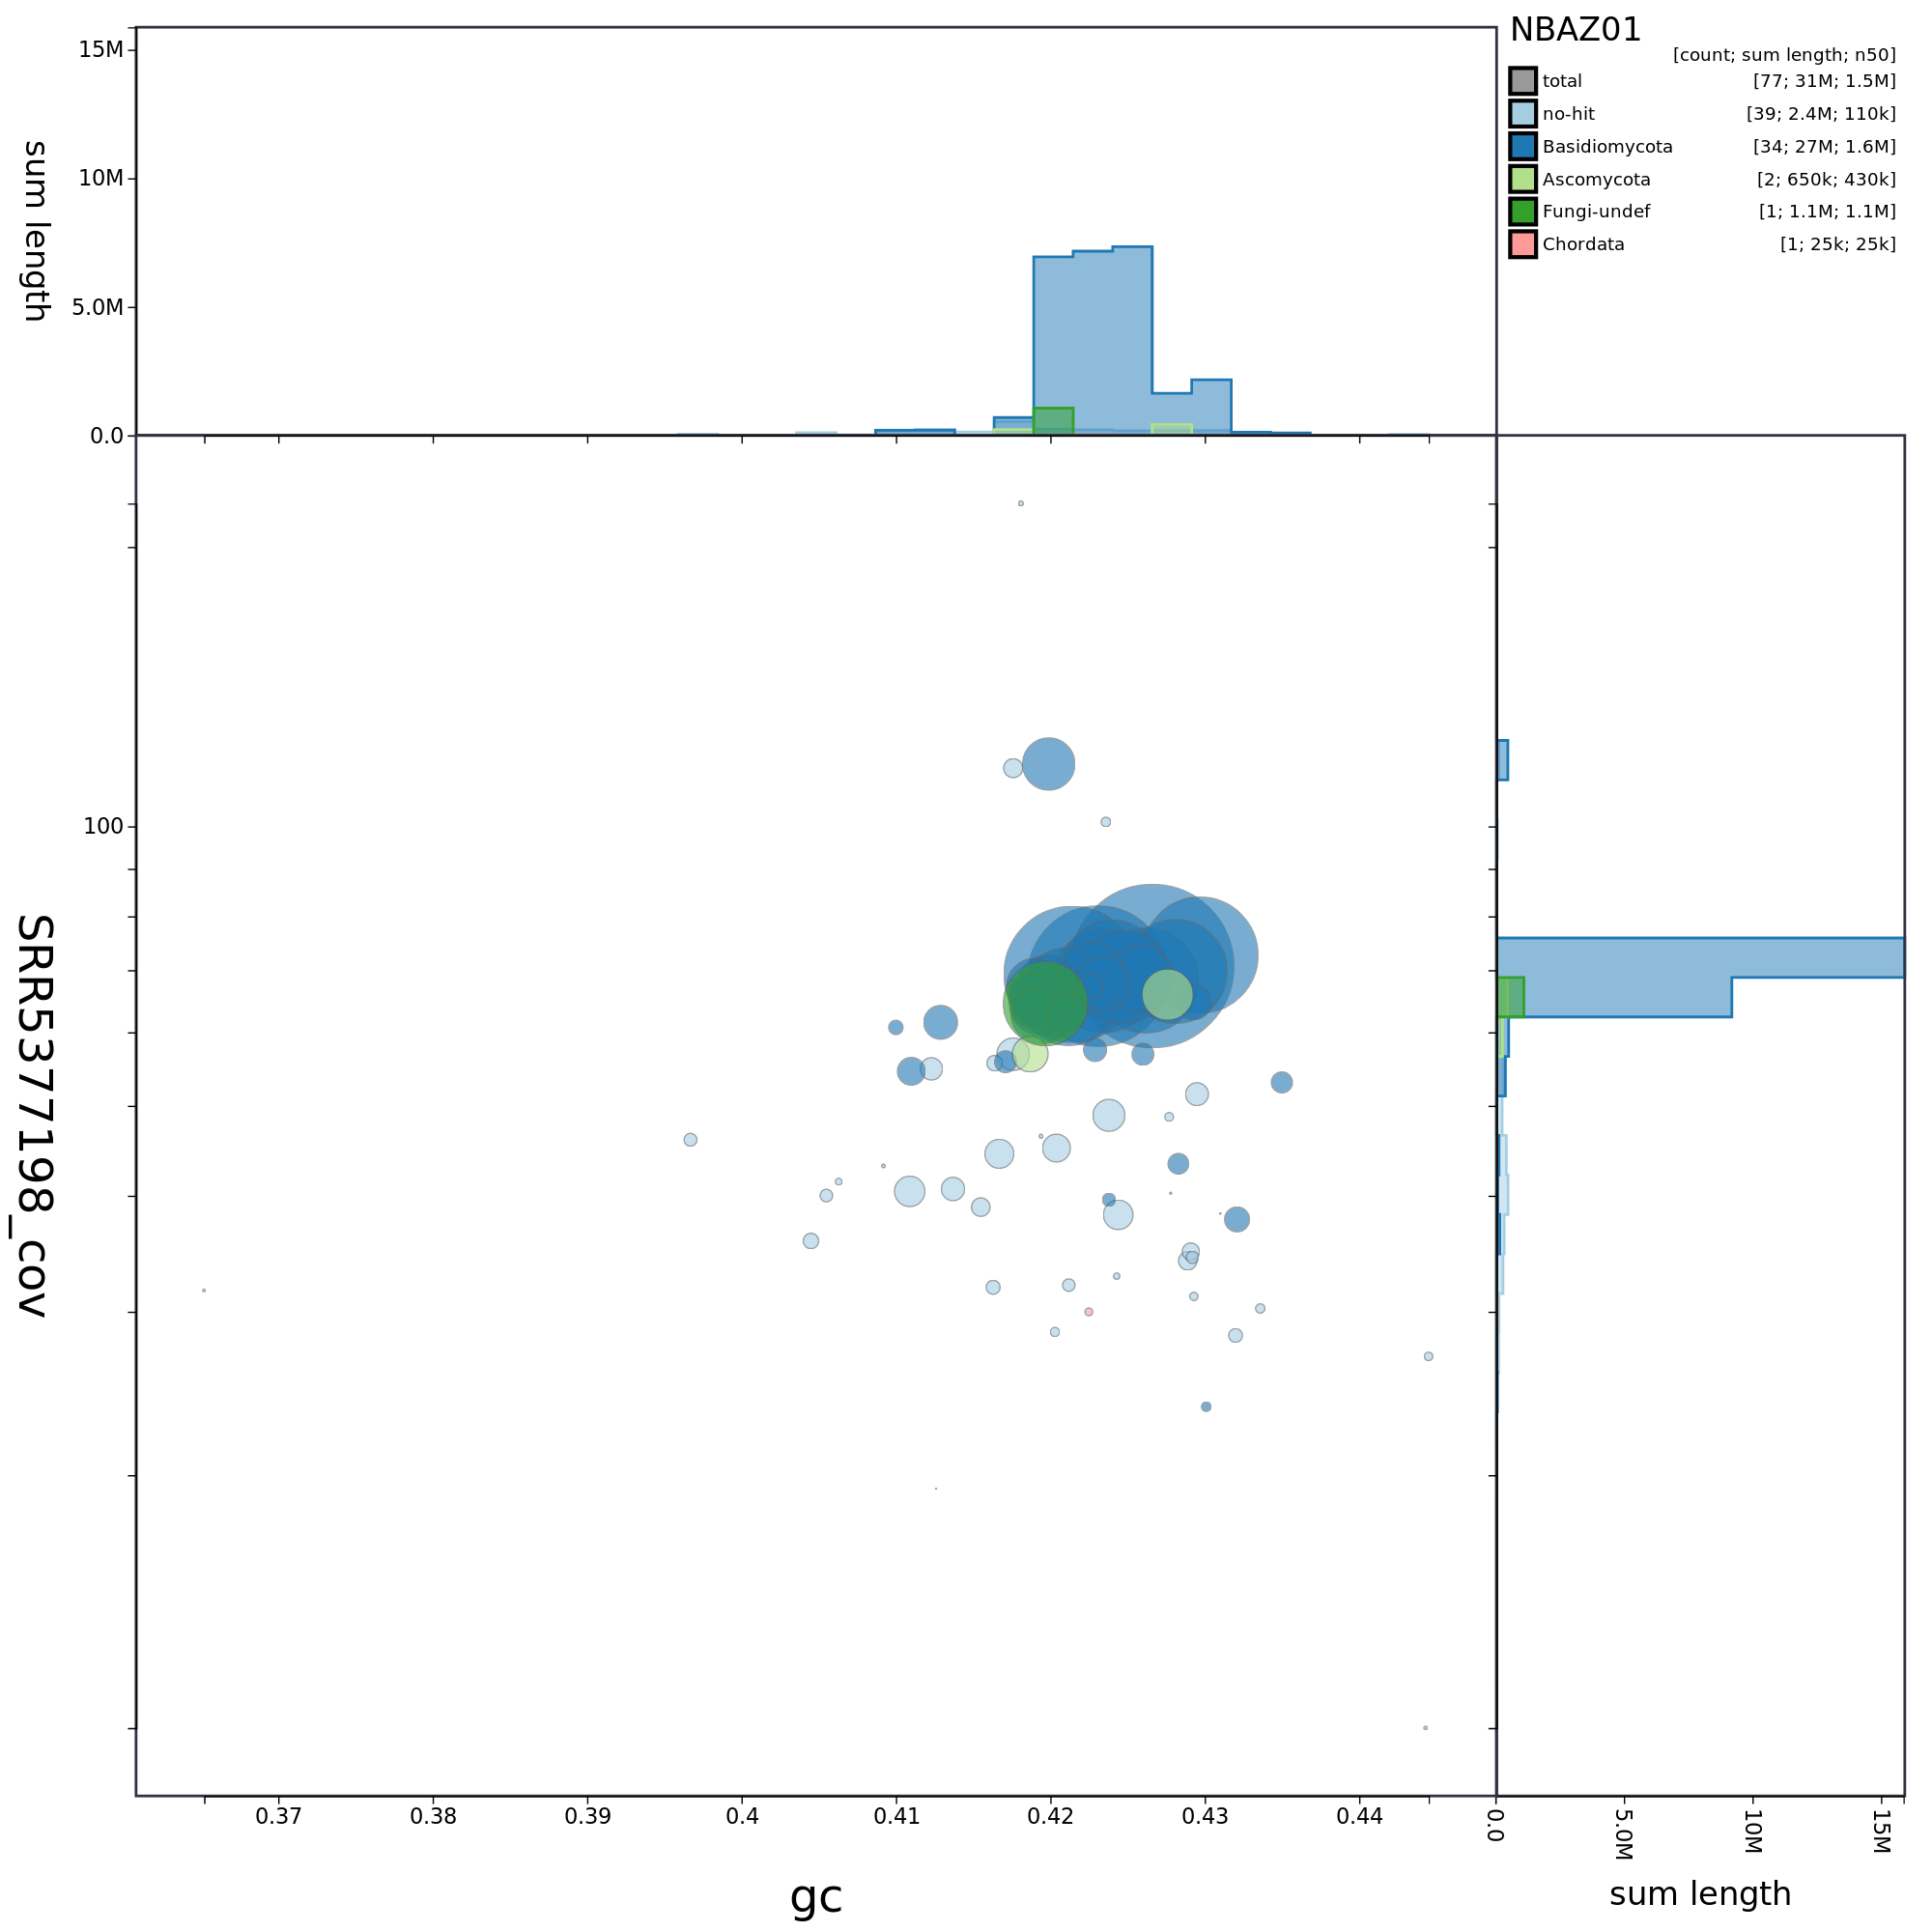 NBAZ01
[count; sum length; n50]
total [77; 31M; 1.5M]
no-hit [39; 2.4M; 110k]
Basidiomycota [34; 27M; 1.6M]
Ascomycota [2; 650k; 430k]
Fungi-undef [1; 1.1M; 1.1M]
Chordata [1; 25k; 25k]
sum length
15M
10M
5.0M
0.0
SRR5377198_cov
100
0.37 0.38 0.39 0.4 0.41 0.42 0.43 0.44
gc
0.0 5.0M 10M 15M
sum length